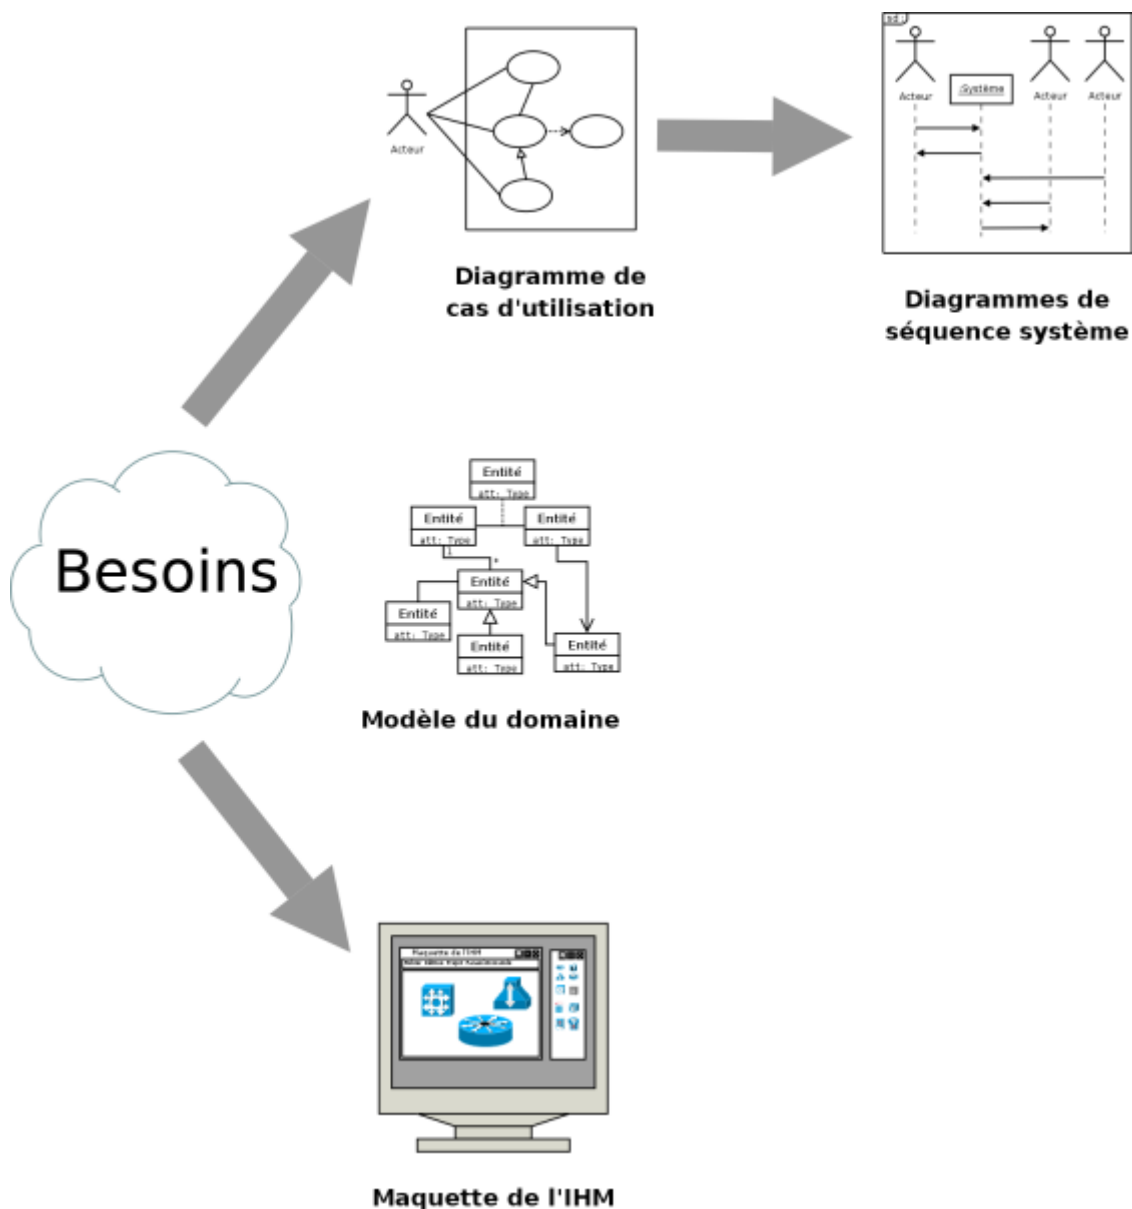 sd
Acteur
Système
Acteur
Acteur
Acteur
Diagramme de
cas d'utilisation
Diagrammes de
séquence système
Besoins
Entité
att: Type
Entité
att: Type
1
Entité
att: Type
*
Entité
att: Type
Entité
att: Type
Entité
att: Type
Entité
att: Type
Modèle du domaine
Maquette de l'IHM
Maquette de l'IHM